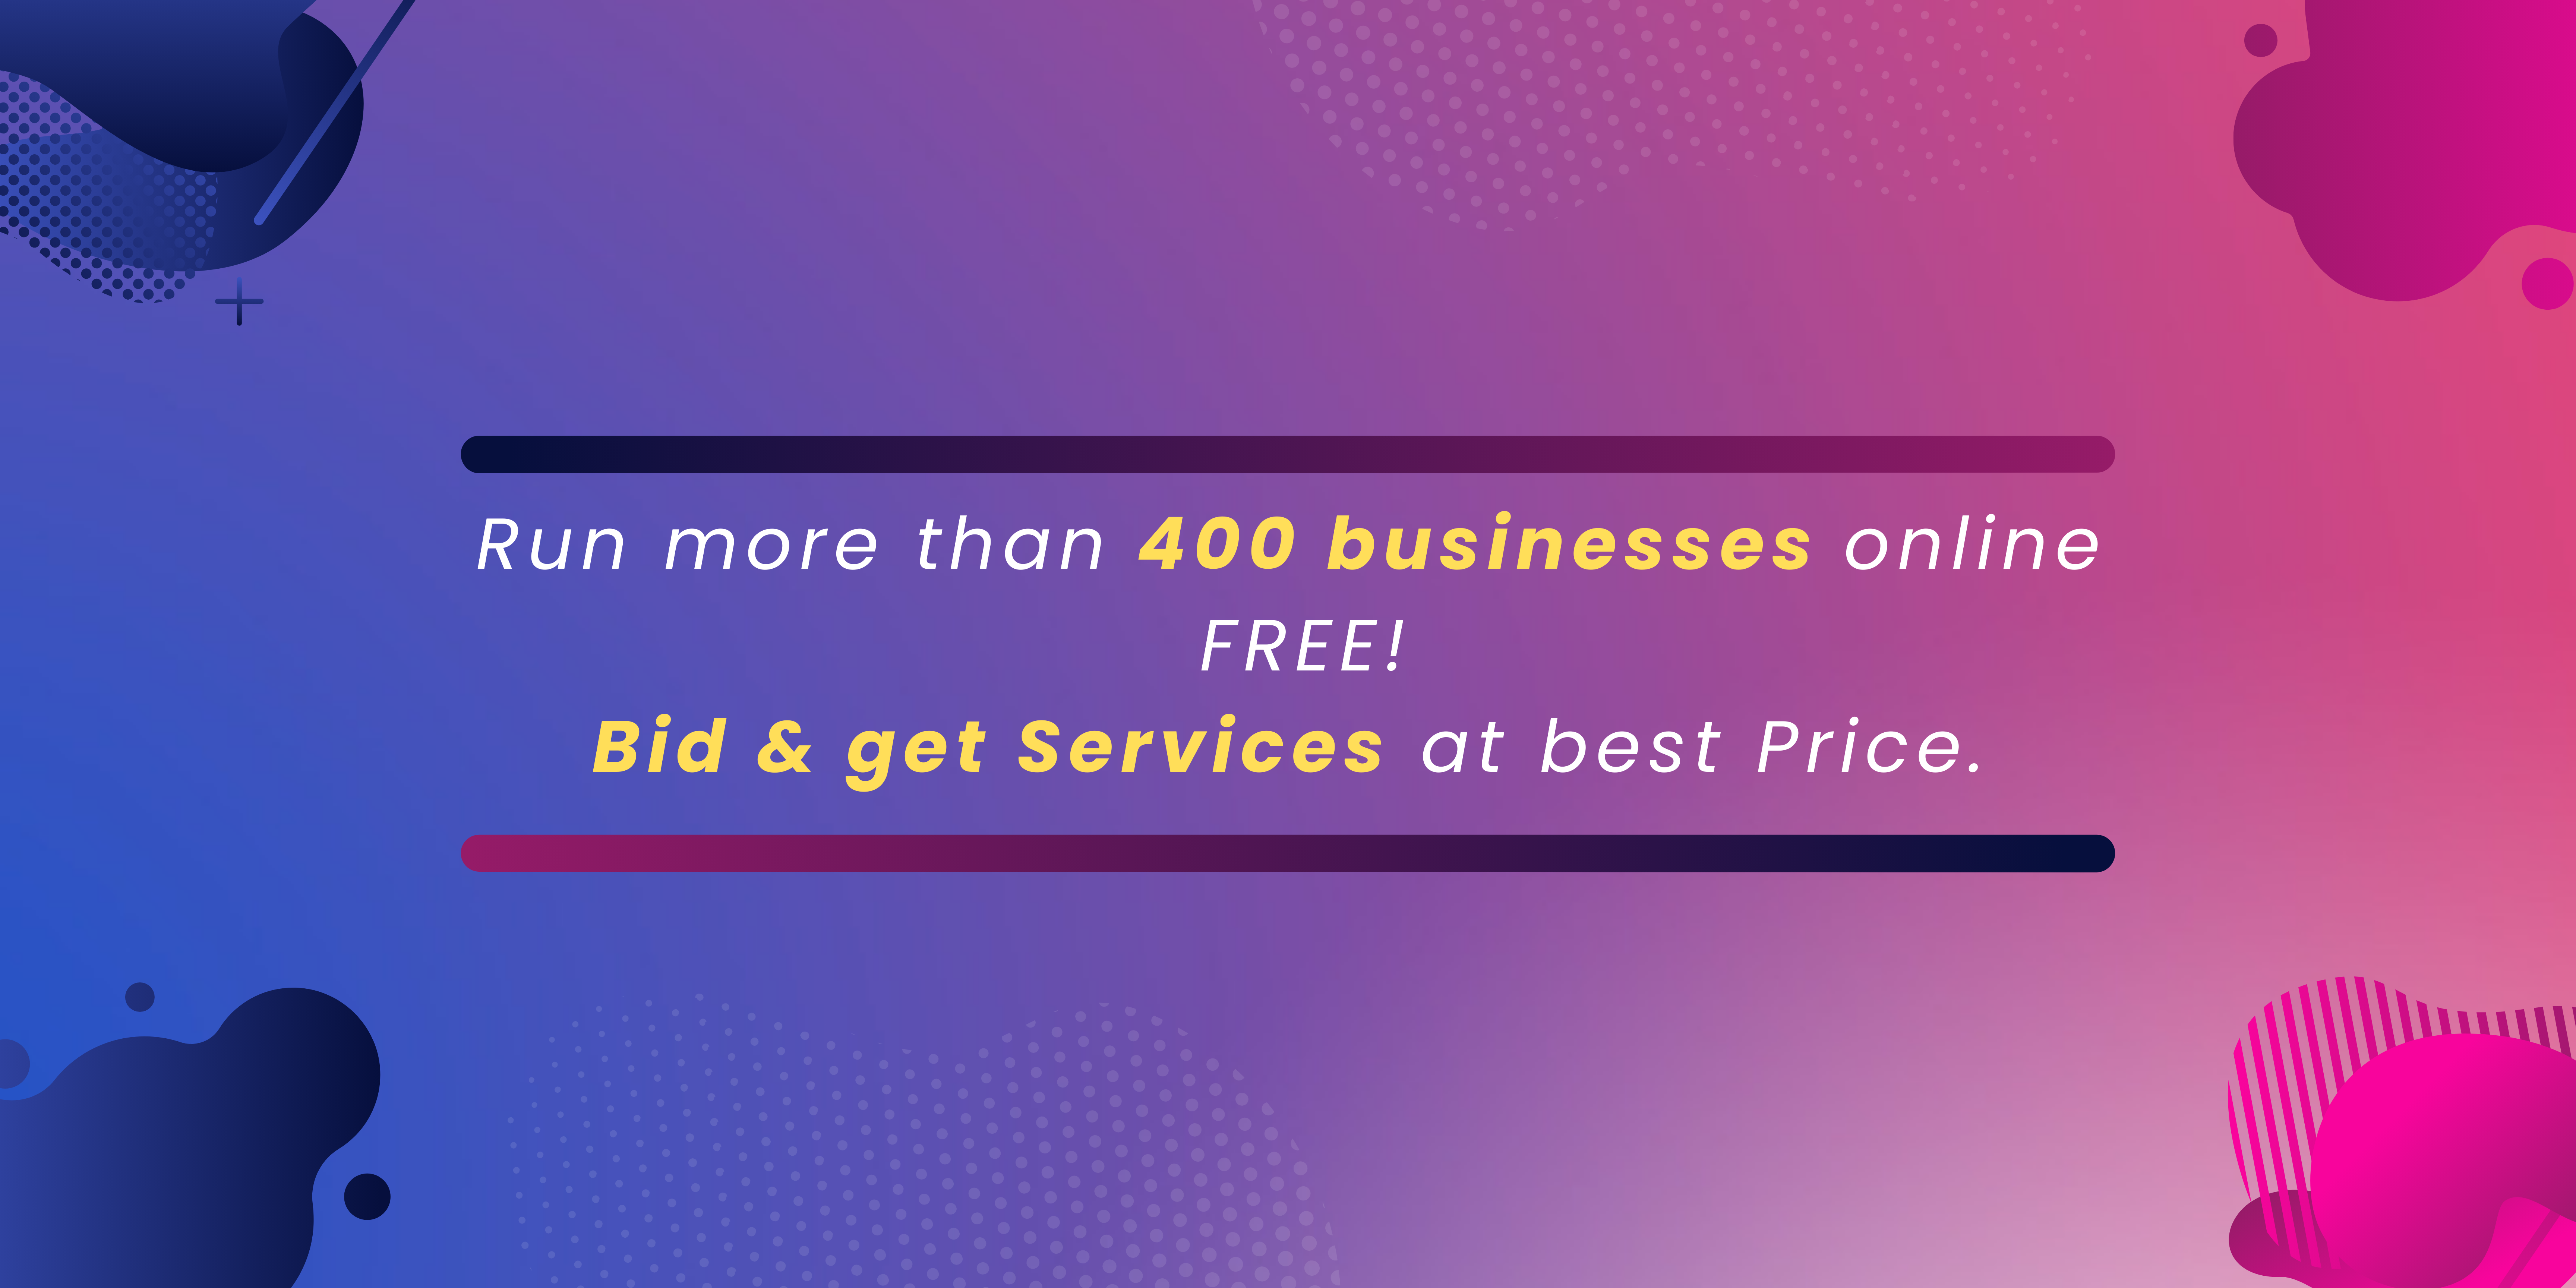 Run more than 400 businesses online
FREE!
Bid & get Services at best Price.